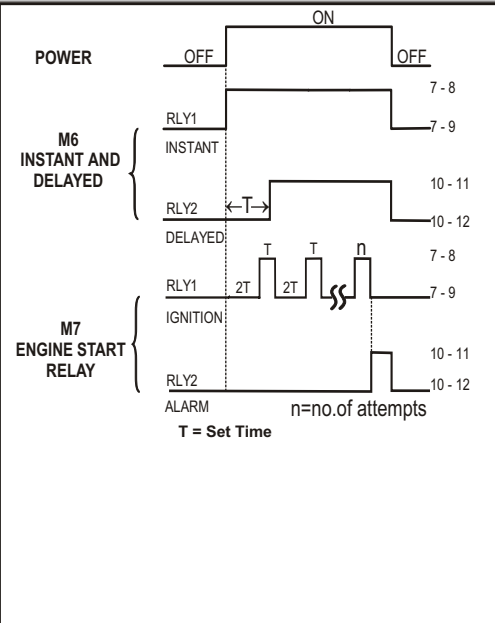 ON
POWER OFF OFF
7 - 8
RLY1 7 - 9
INSTANT
M6
INSTANT AND
DELAYED
10 - 11
T
RLY2 10 - 12
DELAYED
T T n 7 - 8
RLY1 2T 2T 7 - 9
IGNITION
M7
ENGINE START
RELAY
10 - 11
RLY2 10 - 12
ALARM n=no.of attempts
T = Set Time